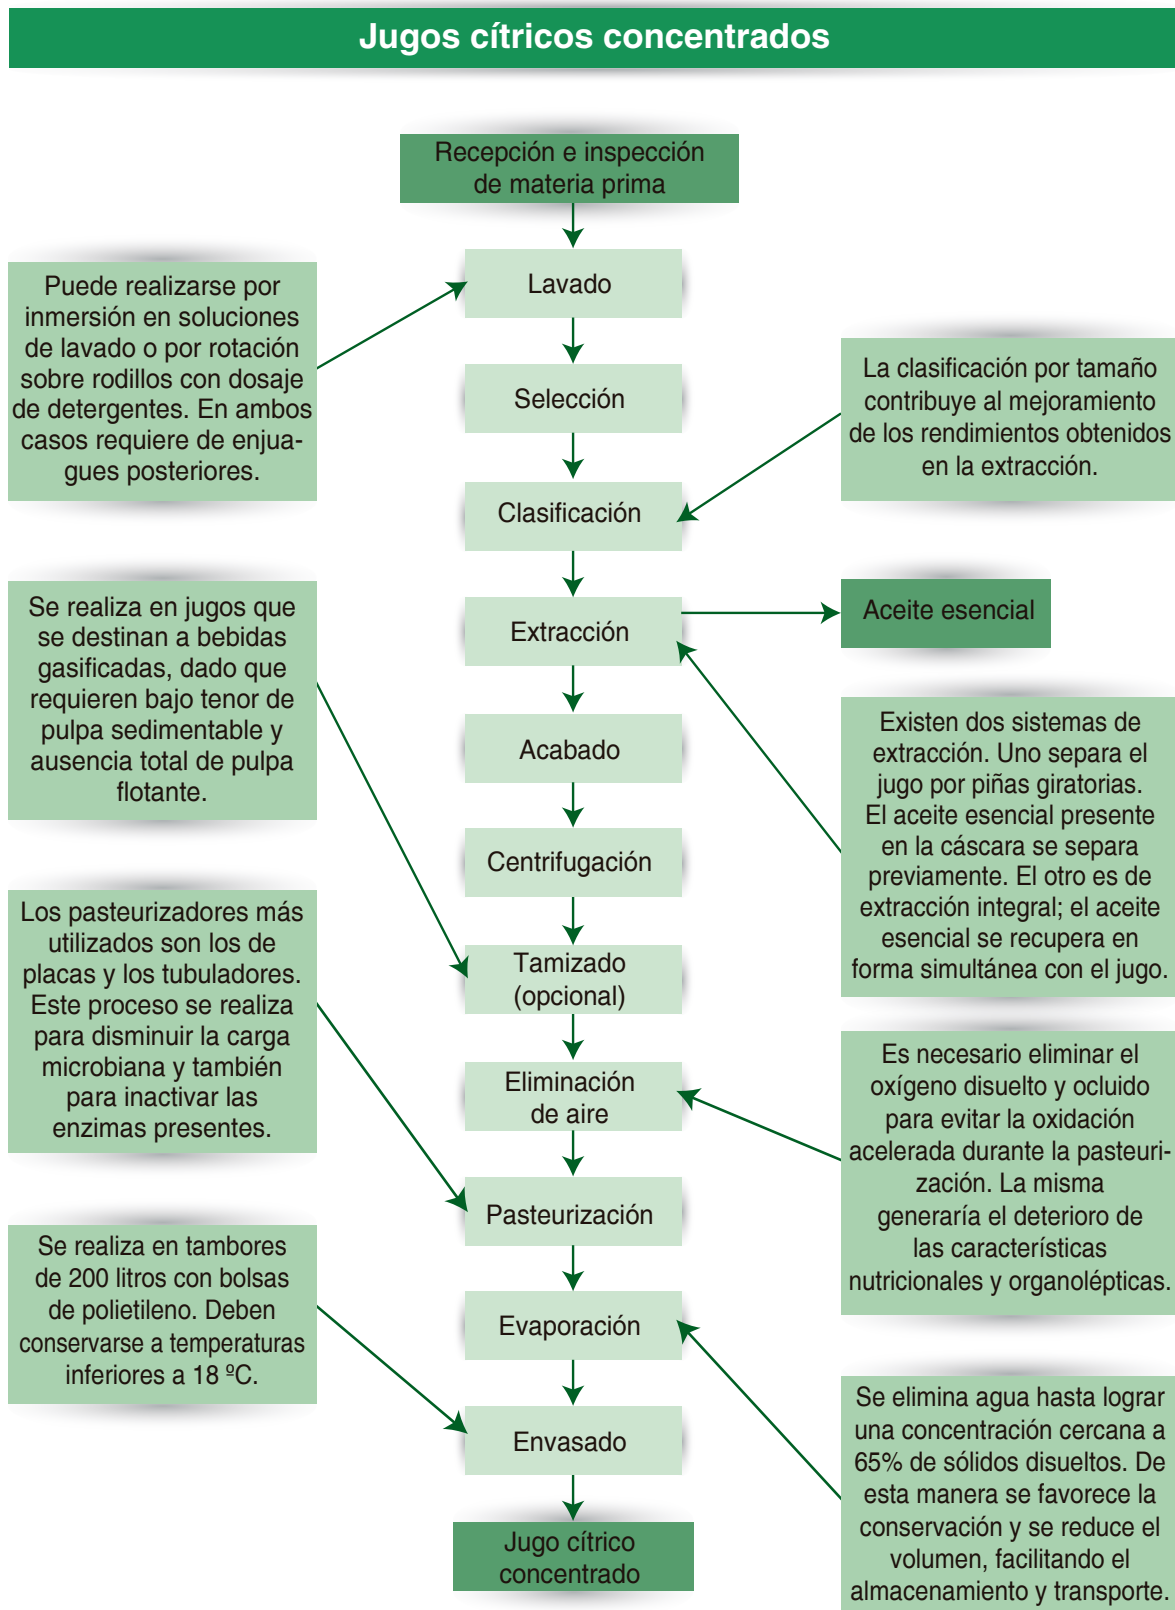 Jugos cítricos concentrados
Recepción e inspección
de materia prima
Lavado
Puede realizarse por
inmersión en soluciones
de lavado o por rotación
sobre rodillos con dosaje
de detergentes. En ambos
casos requiere de enjua-
gues posteriores.
Selección
La clasificación por tamaño
contribuye al mejoramiento
de los rendimientos obtenidos
en la extracción.
Clasificación
Extracción
Aceite esencial
Se realiza en jugos que
se destinan a bebidas
gasificadas, dado que
requieren bajo tenor de
pulpa sedimentable y
ausencia total de pulpa
flotante.
Existen dos sistemas de
extracción. Uno separa el
jugo por piñas giratorias.
El aceite esencial presente
en la cáscara se separa
previamente. El otro es de
extracción integral; el aceite
esencial se recupera en
forma simultánea con el jugo.
Acabado
Centrifugación
Los pasteurizadores más
utilizados son los de
placas y los tubuladores.
Este proceso se realiza
para disminuir la carga
microbiana y también
para inactivar las
enzimas presentes.
Tamizado
(opcional)
Eliminación
de aire
Es necesario eliminar el
oxígeno disuelto y ocluido
para evitar la oxidación
acelerada durante la pasteuri-
zación. La misma
generaría el deterioro de
las características
nutricionales y organolépticas.
Pasteurización
Se realiza en tambores
de 200 litros con bolsas
de polietileno. Deben
conservarse a temperaturas
inferiores a 18 ºC.
Evaporación
Se elimina agua hasta lograr
una concentración cercana a
65% de sólidos disueltos. De
esta manera se favorece la
conservación y se reduce el
volumen, facilitando el
almacenamiento y transporte.
Envasado
Jugo cítrico
concentrado